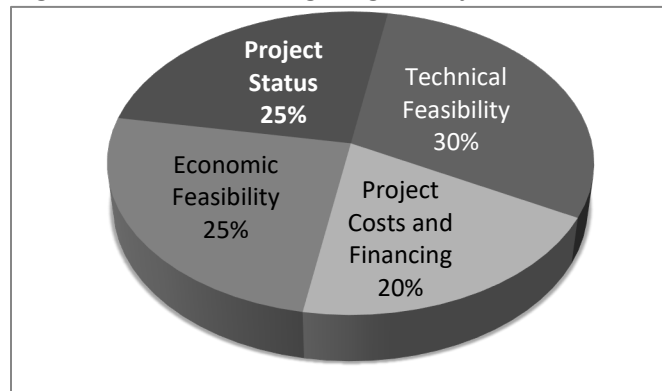 Project
Status
25%
Technical
Feasibility
30%
Economic
Feasibility
25%
Project
Costs and
Financing
20%